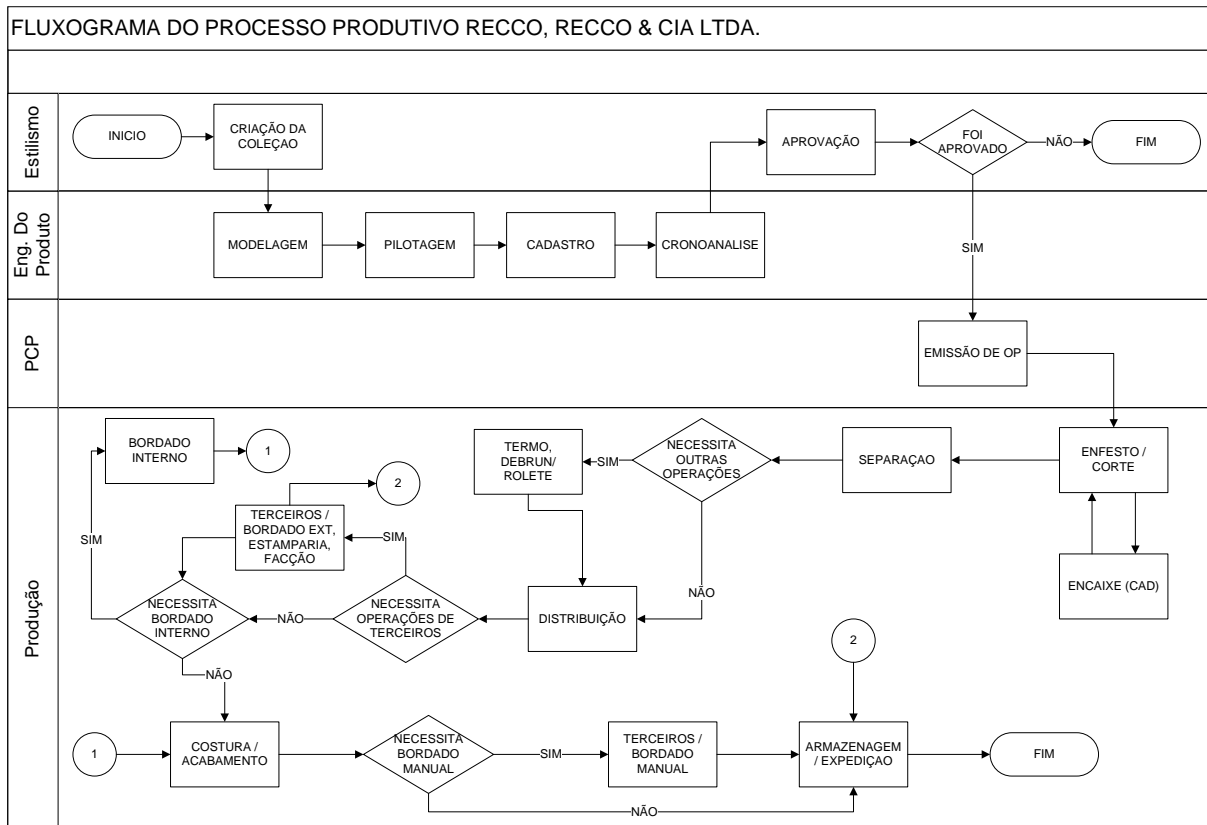 FLUXOGRAMA DO PROCESSO PRODUTIVO RECCO, RECCO & CIA LTDA.
Estilismo
INICIO
CRIAÇÃO DA
COLEÇAO
APROVAÇÃO
FOI
APROVADO
NÃO
FIM
SIM
Eng. Do
Produto
MODELAGEM
PILOTAGEM
CADASTRO
CRONOANALISE
PCP
EMISSÃO DE OP
Produção
BORDADO
INTERNO
1
2
TERMO,
DEBRUN/
ROLETE
SIM
NECESSITA
OUTRAS
OPERAÇÕES
SEPARAÇAO
ENFESTO /
CORTE
TERCEIROS /
BORDADO EXT,
ESTAMPARIA,
FACÇÃO
SIM
SIM
NÃO
ENCAIXE (CAD)
NECESSITA
BORDADO
INTERNO
NÃO
NECESSITA
OPERAÇÕES DE
TERCEIROS
DISTRIBUIÇÃO
NÃO
2
1
COSTURA /
ACABAMENTO
NECESSITA
BORDADO
MANUAL
SIM
TERCEIROS /
BORDADO
MANUAL
ARMAZENAGEM
/ EXPEDIÇAO
FIM
NÃO